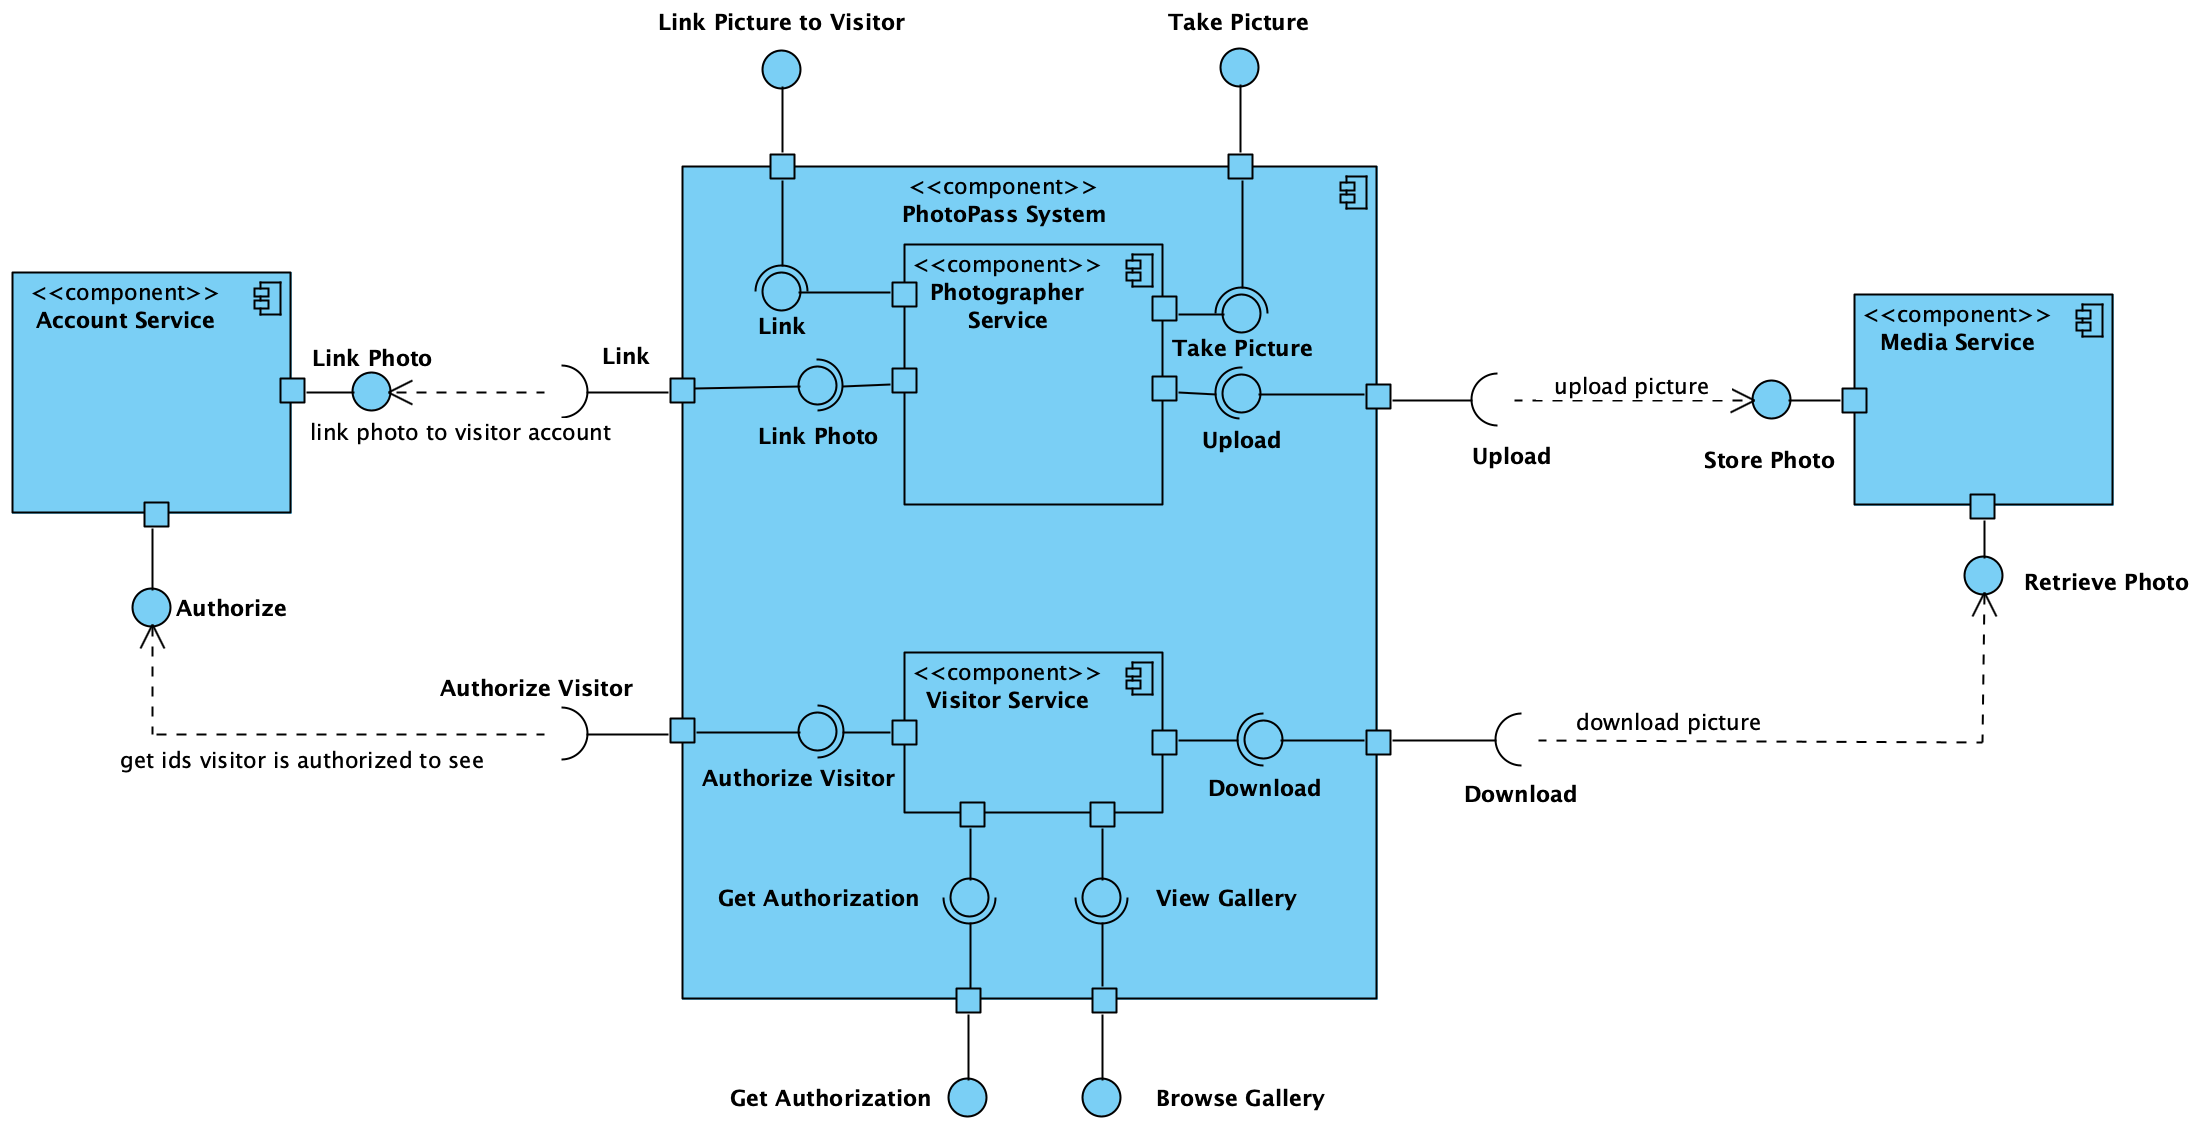 Link Picture to Visitor
Take Picture
<<component>>
PhotoPass System
<<component>>
Account Service
Link Photo
link photo to visitor account
Link
Authorize
Authorize Visitor
get ids visitor is authorized to see
<<component>>
Photographer
Service
Link
Link Photo
Take Picture
Upload
Upload
upload picture
Store Photo
<<component>>
Media Service
Retrieve Photo
<<component>>
Visitor Service
Authorize Visitor
Download
Download
download picture
Get Authorization
View Gallery
Get Authorization
Browse Gallery